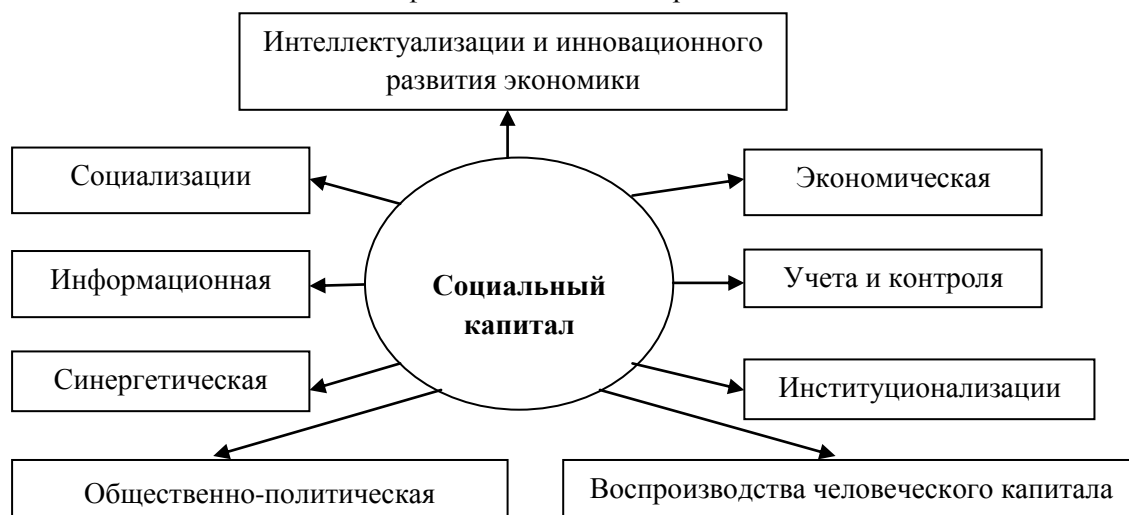 Интеллектуализации и инновационного
развития экономики
Социализации
Экономическая
Информационная
Учета и контроля
Социальный
капитал
Синергетическая
Институционализации
Общественно-политическая
Воспроизводства человеческого капитала